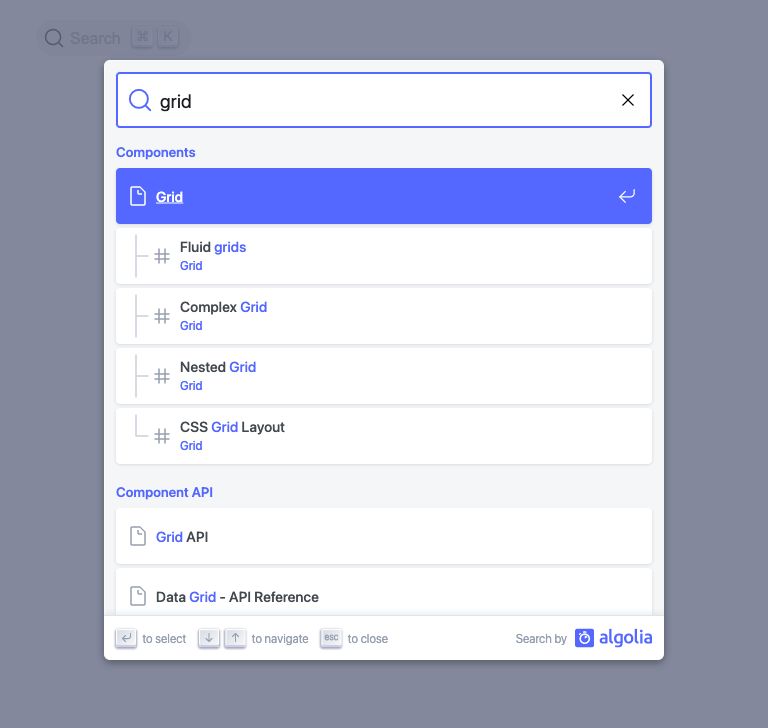 Search ⌘ K
grid
Components
Grid
Fluid grids
Grid
Complex Grid
Grid
Nested Grid
Grid
CSS Grid Layout
Grid
Component API
Grid API
Data Grid - API Reference
to select to navigate esc to close Search by algolia